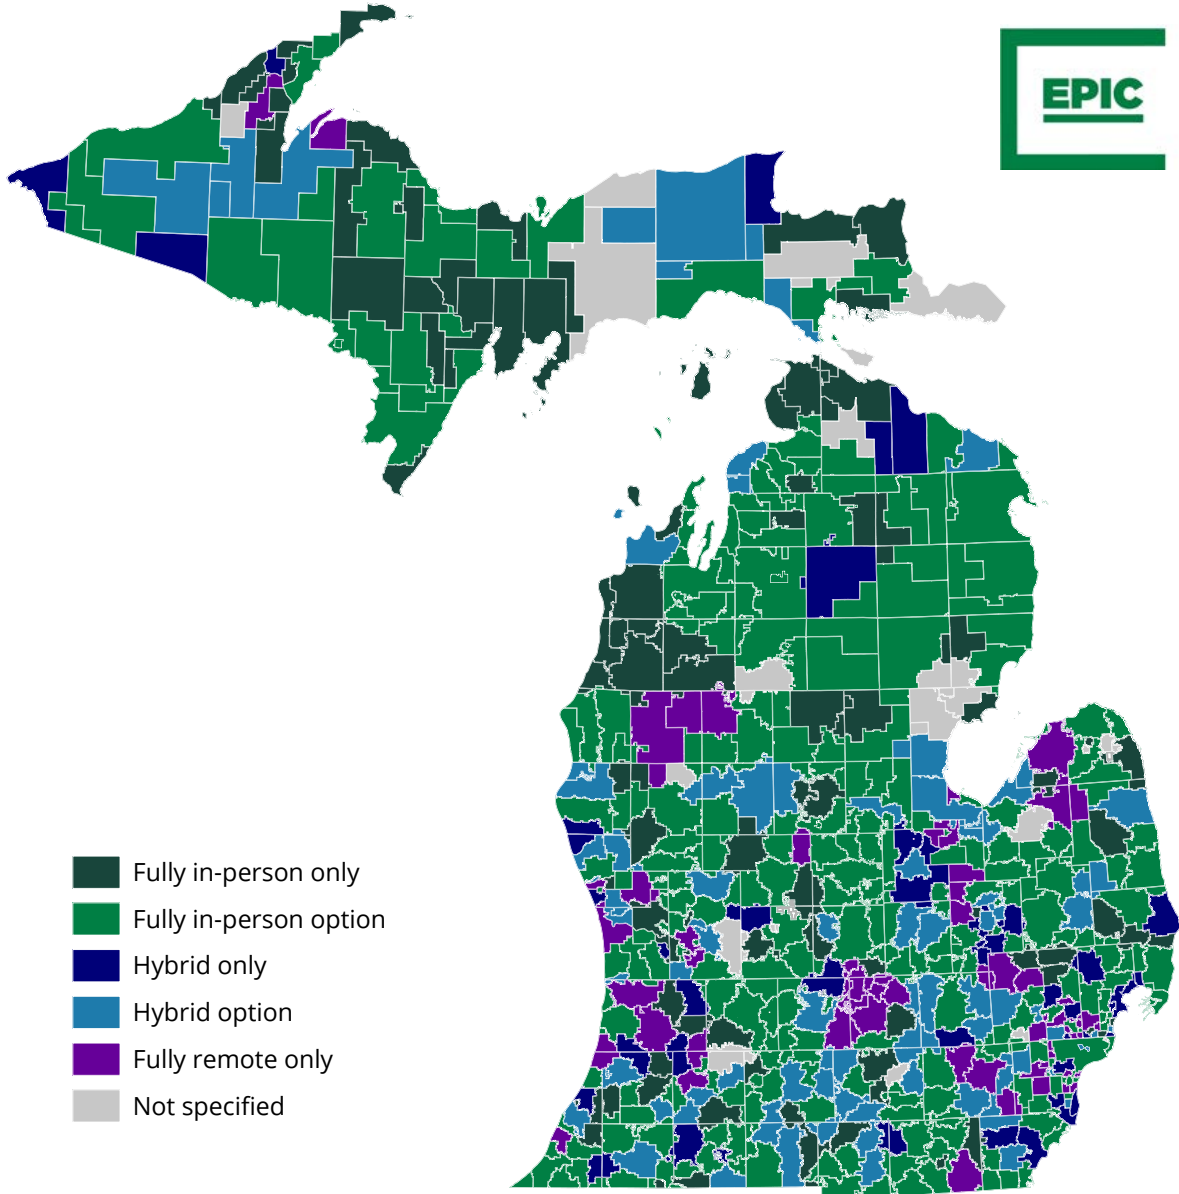 EPIC
Fully in-person only
Fully in-person option
Hybrid only
Hybrid option
Fully remote only
Not specified